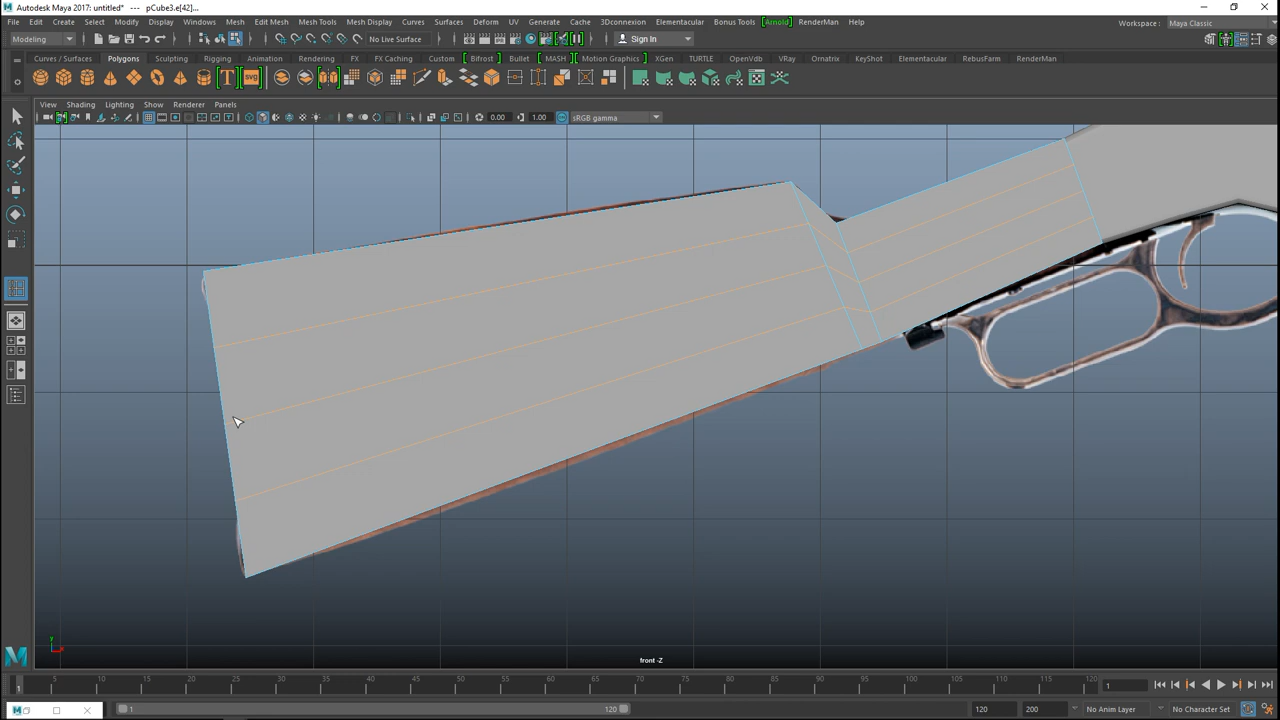 Autodesk Maya 2017: untitled*   ---   pCube3.e[42]...
File Edit Create Select Modify Display Windows Mesh Edit Mesh Mesh Tools Mesh Display Curves Surfaces Deform UV Generate Cache 3Dconnexion Elementacular Bonus Tools Arnold RenderMan Help
Workspace : Maya Classic
Modeling No Live Surface Sign In
Curves / Surfaces Polygons Sculpting Rigging Animation Rendering FX FX Caching Custom Bifrost Bullet MASH Motion Graphics XGen TURTLE OpenVdb VRay Ornatrix KeyShot Elementacular RebusFarm RenderMan
T SVG
View Shading Lighting Show Renderer Panels
0.00 1.00 sRGB gamma
y
x
front -Z
1 5 10 15 20 25 30 35 40 45 50 55 60 65 70 75 80 85 90 95 100 105 110 115 120 1
1 120 120 200 No Anim Layer No Character Set